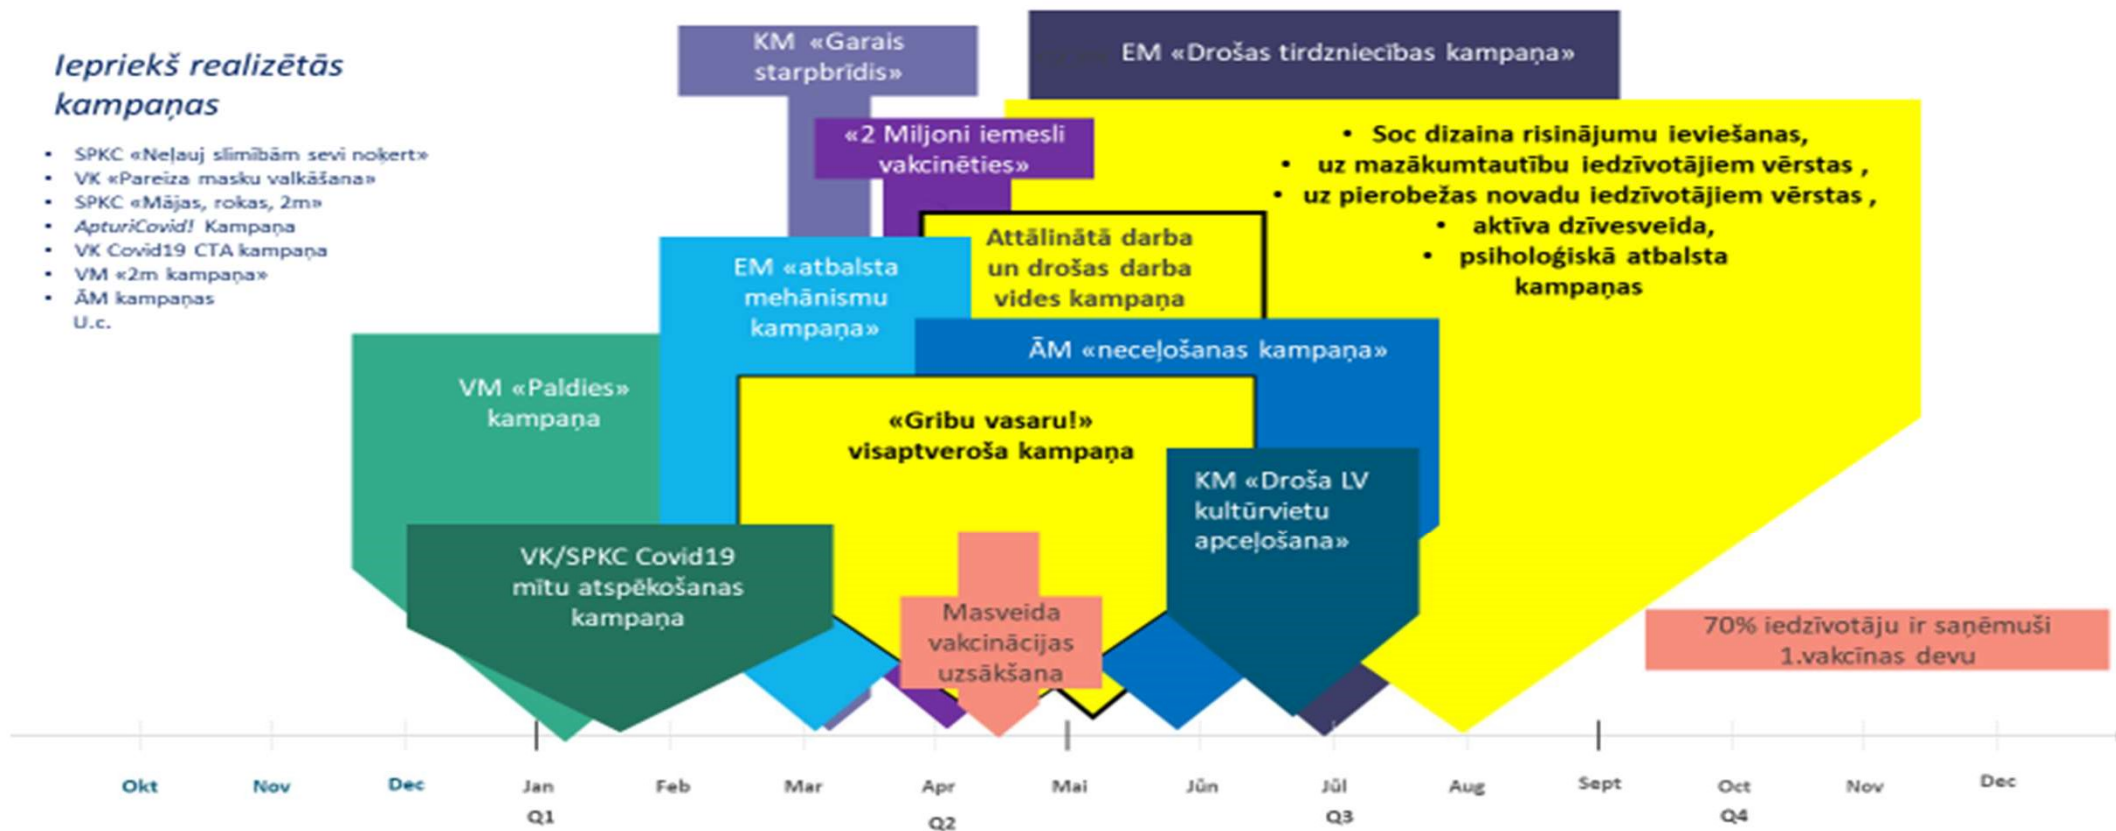 Iepriekš realizētās
kampaņas
• SPKC «Neļauj slimībām sevi noķert»
• VK «Pareiza masku valkāšana»
• SPKC «Mājas, rokas, 2m»
• ApturiCovid! Kampaņa
• VK Covid19 CTA kampaņa
• VM «2m kampaņa»
• ĀM kampaņas
U.c.
KM «Garais
starpbrīdis»
EM «Drošas tirdzniecības kampaņa»
«2 Miljoni iemesli
vakcinēties»
• Soc dizaina risinājumu ieviešanas,
• uz mazākumtautību iedzīvotājiem vērstas ,
• uz pierobežas novadu iedzīvotājiem vērstas ,
• aktīva dzīvesveida,
• psiholoģiskā atbalsta
kampaņas
Attālinātā darba
un drošas darba
vides kampaņa
EM «atbalsta
mehānismu
kampaņa»
ĀM «neceļošanas kampaņa»
VM «Paldies»
kampaņa
«Gribu vasaru!»
visaptveroša kampaņa
KM «Droša LV
kultūrvietu
apceļošana»
VK/SPKC Covid19
mītu atspēkošanas
kampaņa
Masveida
vakcinācijas
uzsākšana
70% iedzīvotāju ir saņēmuši
1.vakcīnas devu
Okt Nov Dec Jan Feb Mar Apr Mai Jūn Jūl Aug Sept Oct Nov Dec
Q1 Q2 Q3 Q4